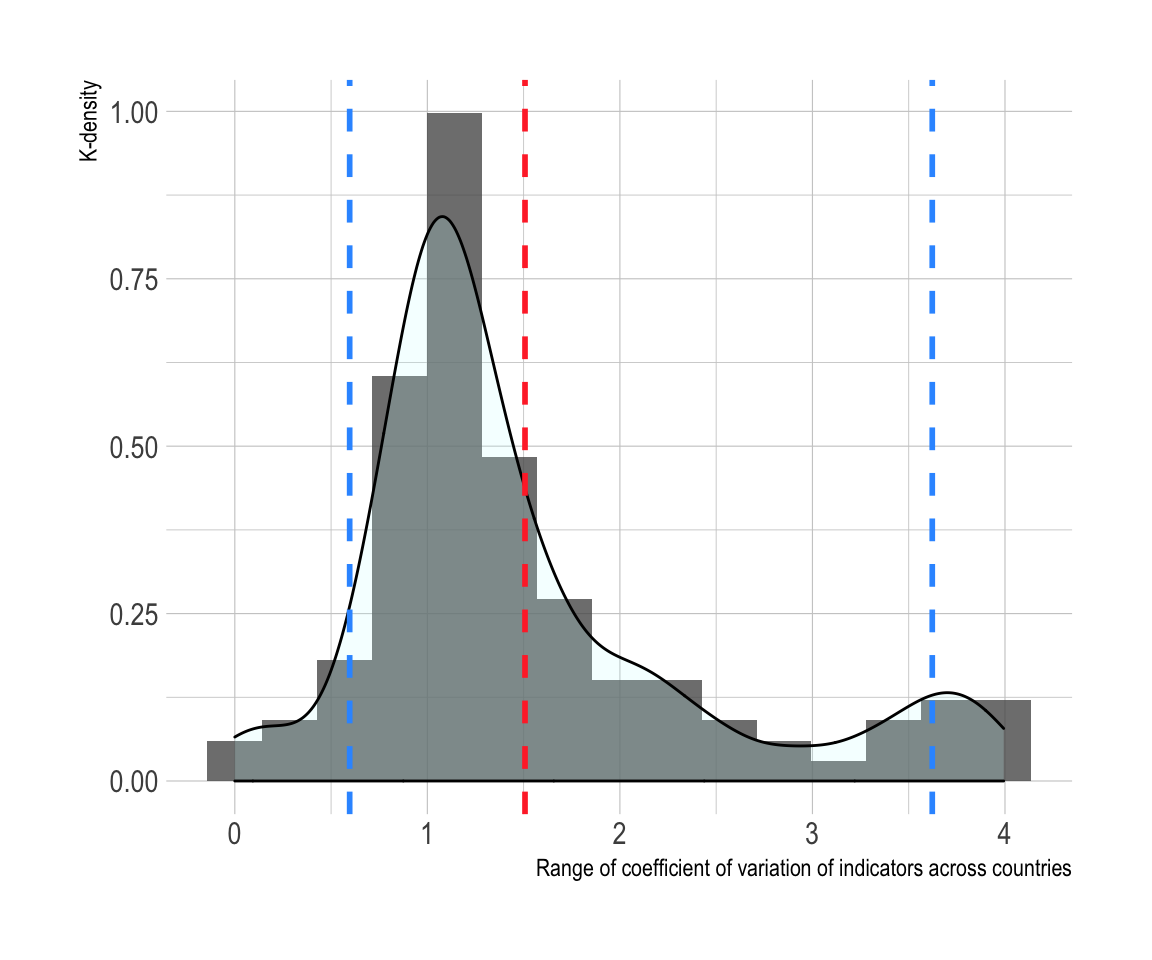 K-density
1.00
0.75
0.50
0.25
0.00
0 1 2 3 4
Range of coefficient of variation of indicators across countries